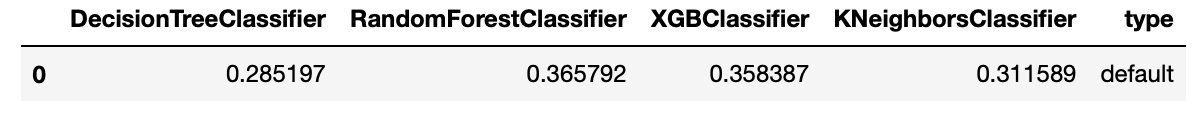 DecisionTreeClassifier RandomForestClassifier XGBClassifier KNeighborsClassifier type
0 0.285197 0.365792 0.358387 0.311589 default